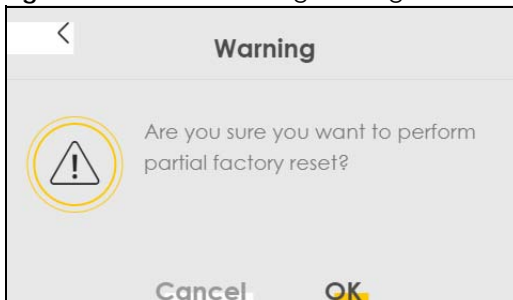 Warning
Are you sure you want to perform
partial factory reset?
Cancel
OK